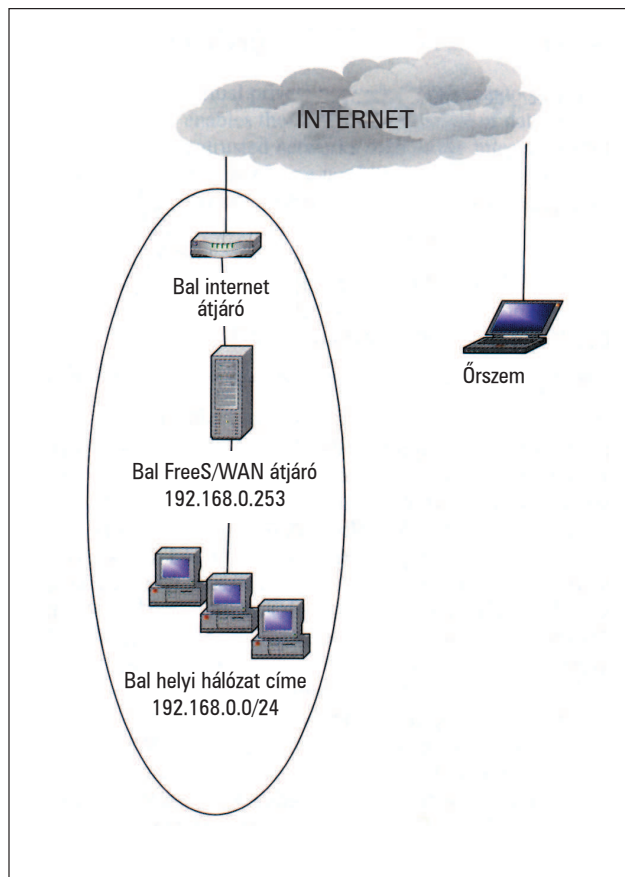 INTERNET
Bal internet
átjáró
Őrszem
Bal FreeS/WAN átjáró
192.168.0.253
Bal helyi hálózat címe
192.168.0.0/24